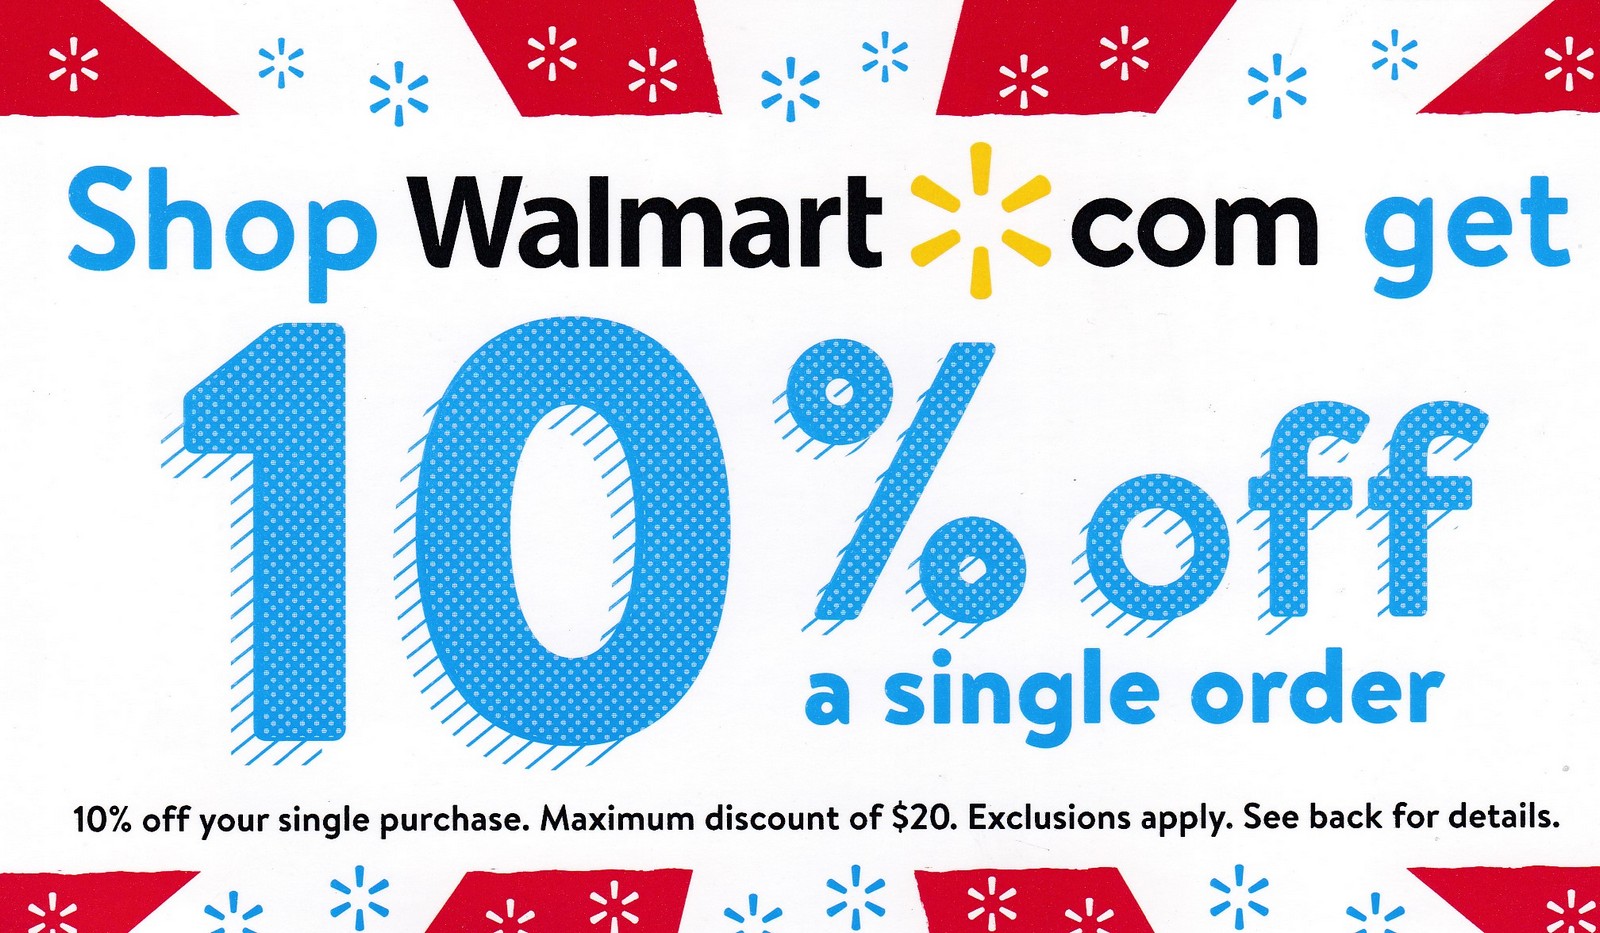 Shop Walmart com get
10% off
a single order
10% off your single purchase. Maximum discount of $20. Exclusions apply. See back for details.